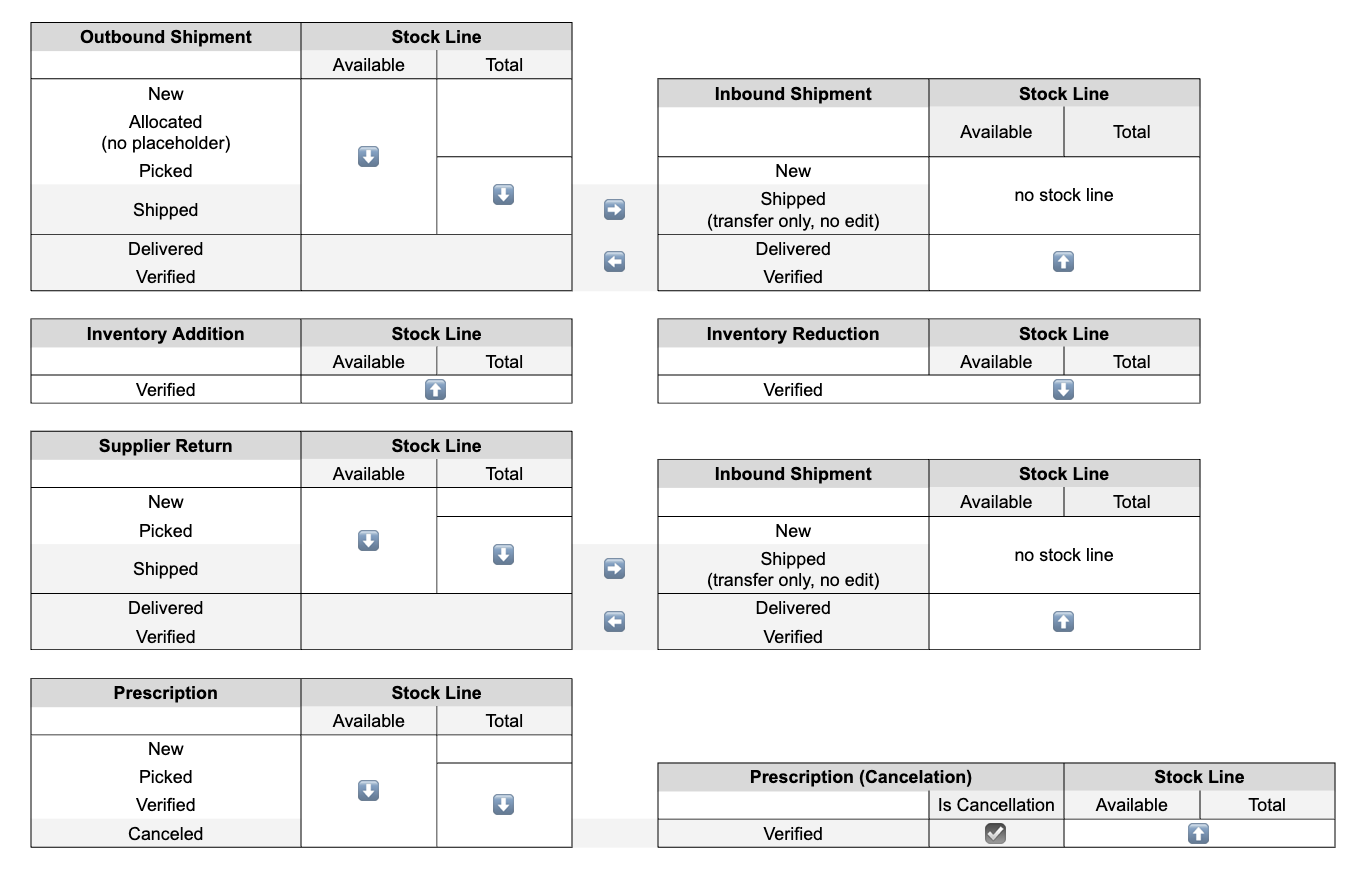 Outbound Shipment Stock Line
Available Total
New
Allocated
(no placeholder)
Picked
Shipped
Delivered
Verified
Inbound Shipment Stock Line
Available Total
New
Shipped
(transfer only, no edit)
no stock line
Delivered
Verified
Inventory Addition Stock Line
Available Total
Verified
Inventory Reduction Stock Line
Available Total
Verified
Supplier Return Stock Line
Available Total
New
Picked
Shipped
Delivered
Verified
Inbound Shipment Stock Line
Available Total
New
Shipped
(transfer only, no edit)
no stock line
Delivered
Verified
Prescription Stock Line
Available Total
New
Picked
Verified
Canceled
Prescription (Cancelation) Stock Line
Is Cancellation Available Total
Verified